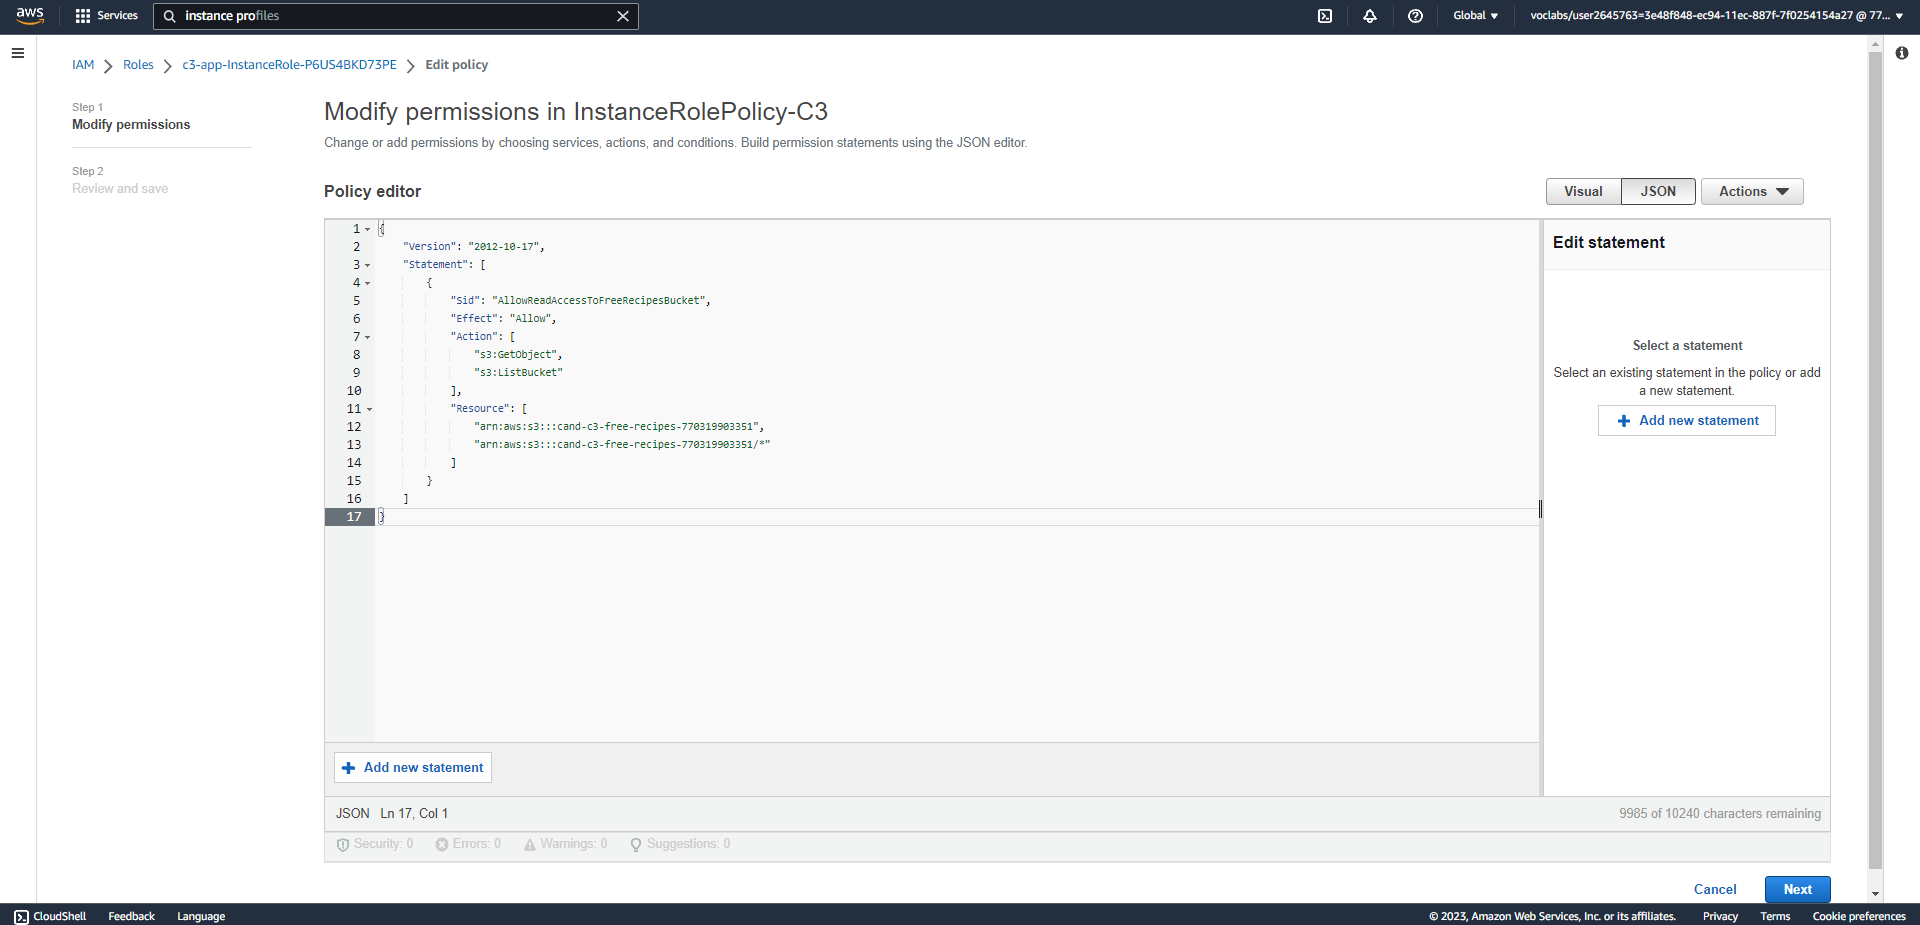 aws
Services
instance profiles
Global
voclabs/user2645763=3e48f848-ec94-11ec-887f-7f0254154a27 @ 77...
IAM
Roles
c3-app-InstanceRole-P6US4BKD73PE
Edit policy
Step 1
Modify permissions
Step 2
Review and save
Modify permissions in InstanceRolePolicy-C3
Change or add permissions by choosing services, actions, and conditions. Build permission statements using the JSON editor.
Policy editor
Visual
JSON
Actions
1 {
2 "Version": "2012-10-17",
3 "Statement": [
4 {
5 "Sid": "AllowReadAccessToFreeRecipesBucket",
6 "Effect": "Allow",
7 "Action": [
8 "s3:GetObject",
9 "s3:ListBucket"
10 ],
11 "Resource": [
12 "arn:aws:s3:::cand-c3-free-recipes-770319903351",
13 "arn:aws:s3:::cand-c3-free-recipes-770319903351/*"
14 ]
15 }
16 ]
17 }
Edit statement
Select a statement
Select an existing statement in the policy or add
a new statement.
+ Add new statement
+ Add new statement
JSON Ln 17, Col 1
9985 of 10240 characters remaining
Security: 0
Errors: 0
Warnings: 0
Suggestions: 0
Cancel
Next
CloudShell
Feedback
Language
© 2023, Amazon Web Services, Inc. or its affiliates.
Privacy
Terms
Cookie preferences